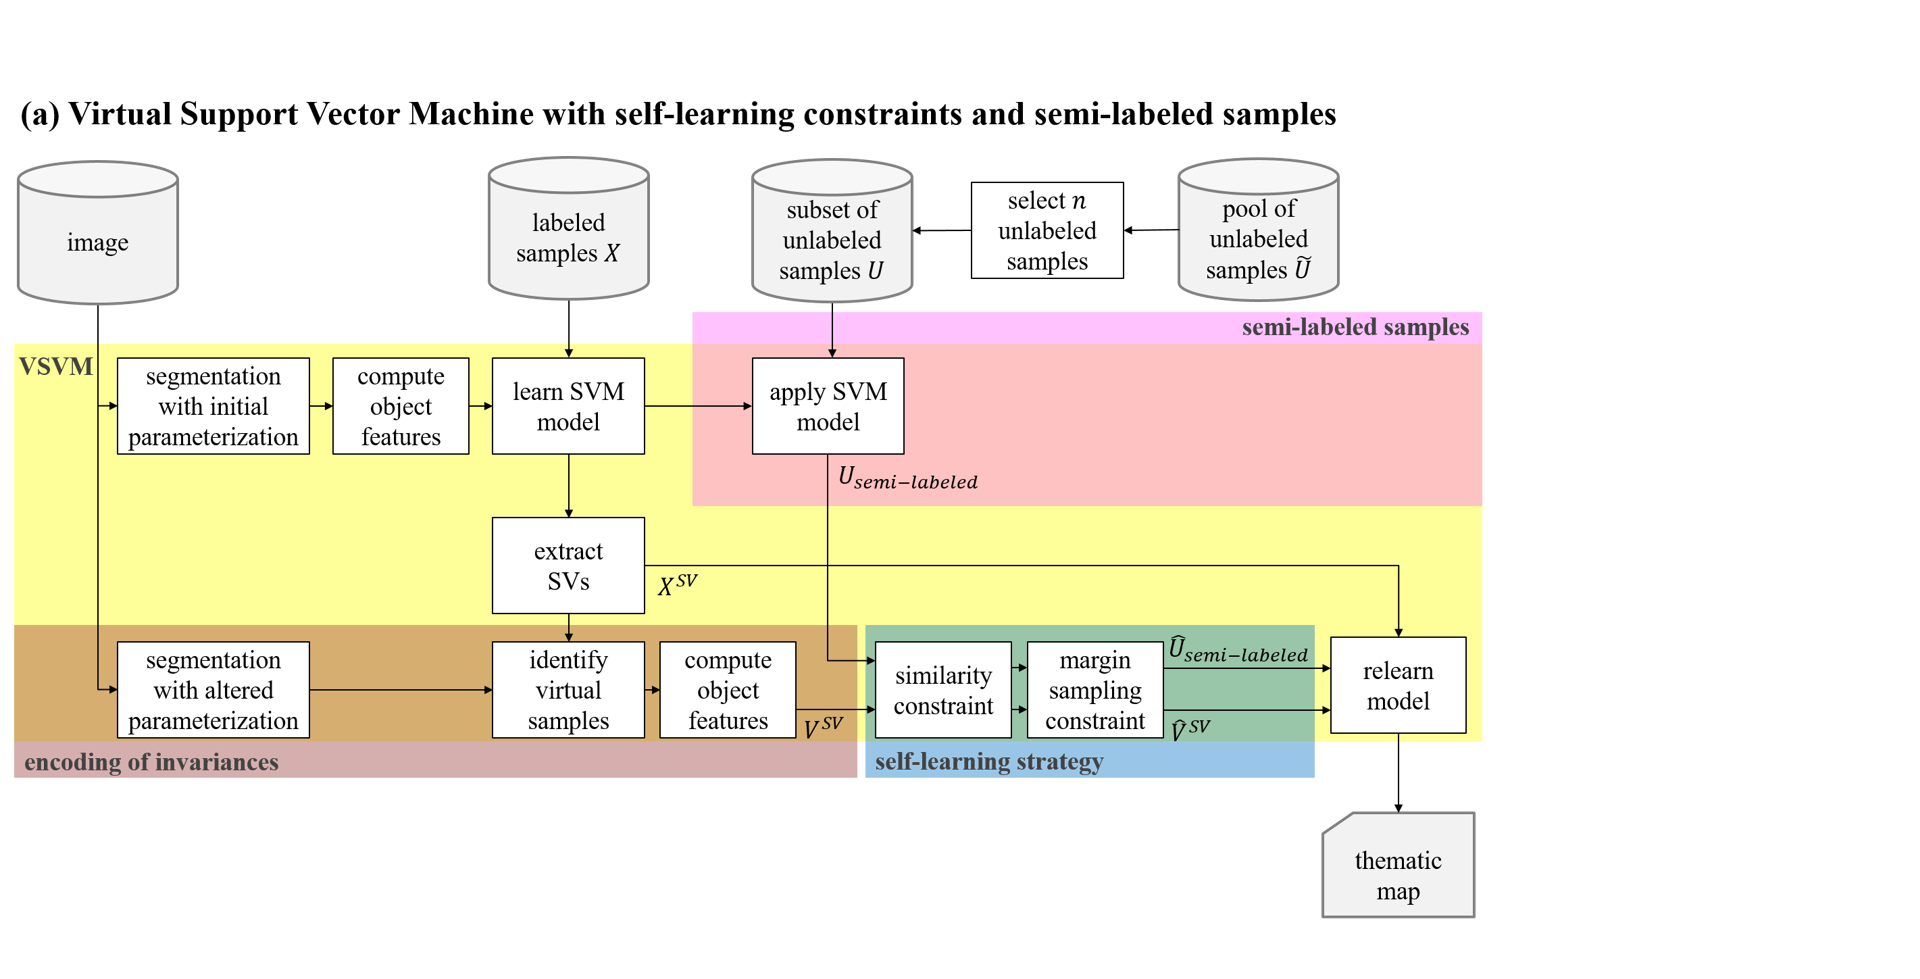 (a) Virtual Support Vector Machine with self-learning constraints and semi-labeled samples
image
labeled
samples X
subset of
unlabeled
samples U
select n
unlabeled
samples
pool of
unlabeled
samples Ũ
semi-labeled samples
VSVM
segmentation
with initial
parameterization
compute
object
features
learn SVM
model
apply SVM
model
U_semi−labeled
extract
SVs
X^SV
segmentation
with altered
parameterization
identify
virtual
samples
compute
object
features
V^SV
similarity
constraint
margin
sampling
constraint
Û_semi−labeled
V̂^SV
relearn
model
encoding of invariances
self-learning strategy
thematic
map